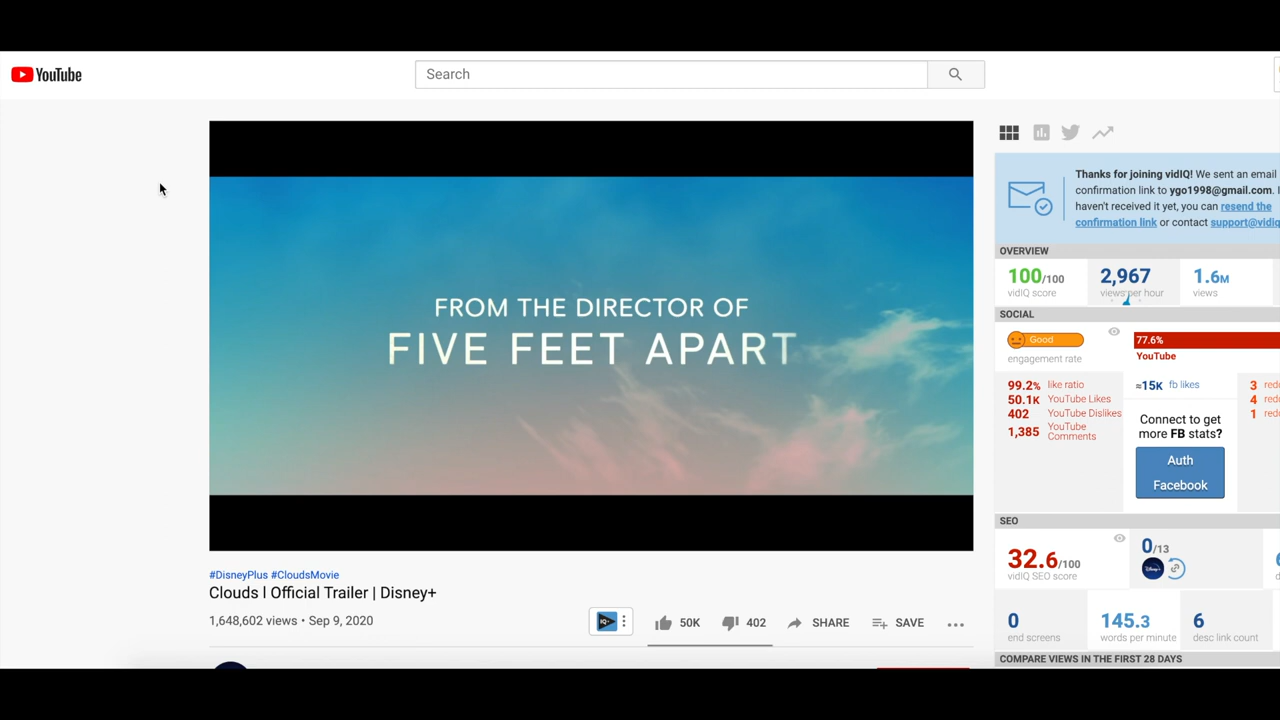 YouTube
Search
FROM THE DIRECTOR OF
FIVE FEET APART
#DisneyPlus #CloudsMovie
Clouds l Official Trailer | Disney+
1,648,602 views • Sep 9, 2020
IQ+
50K
402
SHARE
SAVE
Thanks for joining vidIQ! We sent an email
confirmation link to ygo1998@gmail.com. I
haven't received it yet, you can resend the
confirmation link or contact support@vidiq
OVERVIEW
100/100
vidIQ score
2,967
views per hour
1.6M
views
SOCIAL
Good
engagement rate
77.6%
YouTube
99.2% like ratio
50.1K YouTube Likes
402 YouTube Dislikes
1,385 YouTube
Comments
≈15K fb likes
Connect to get
more FB stats?
Auth
Facebook
3 red
4 red
1 red
SEO
32.6/100
vidIQ SEO score
0/13
Disney+
0
end screens
145.3
words per minute
6
desc link count
COMPARE VIEWS IN THE FIRST 28 DAYS